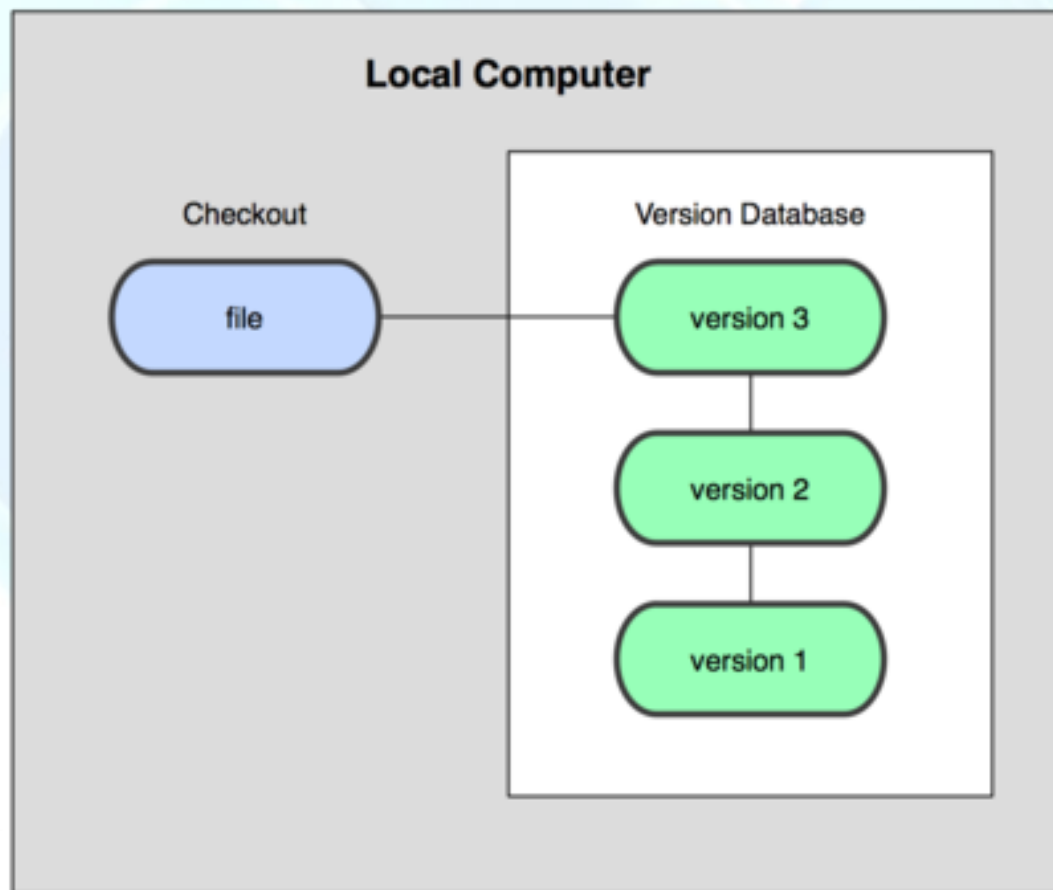 Local Computer
Checkout
Version Database
file
version 3
version 2
version 1